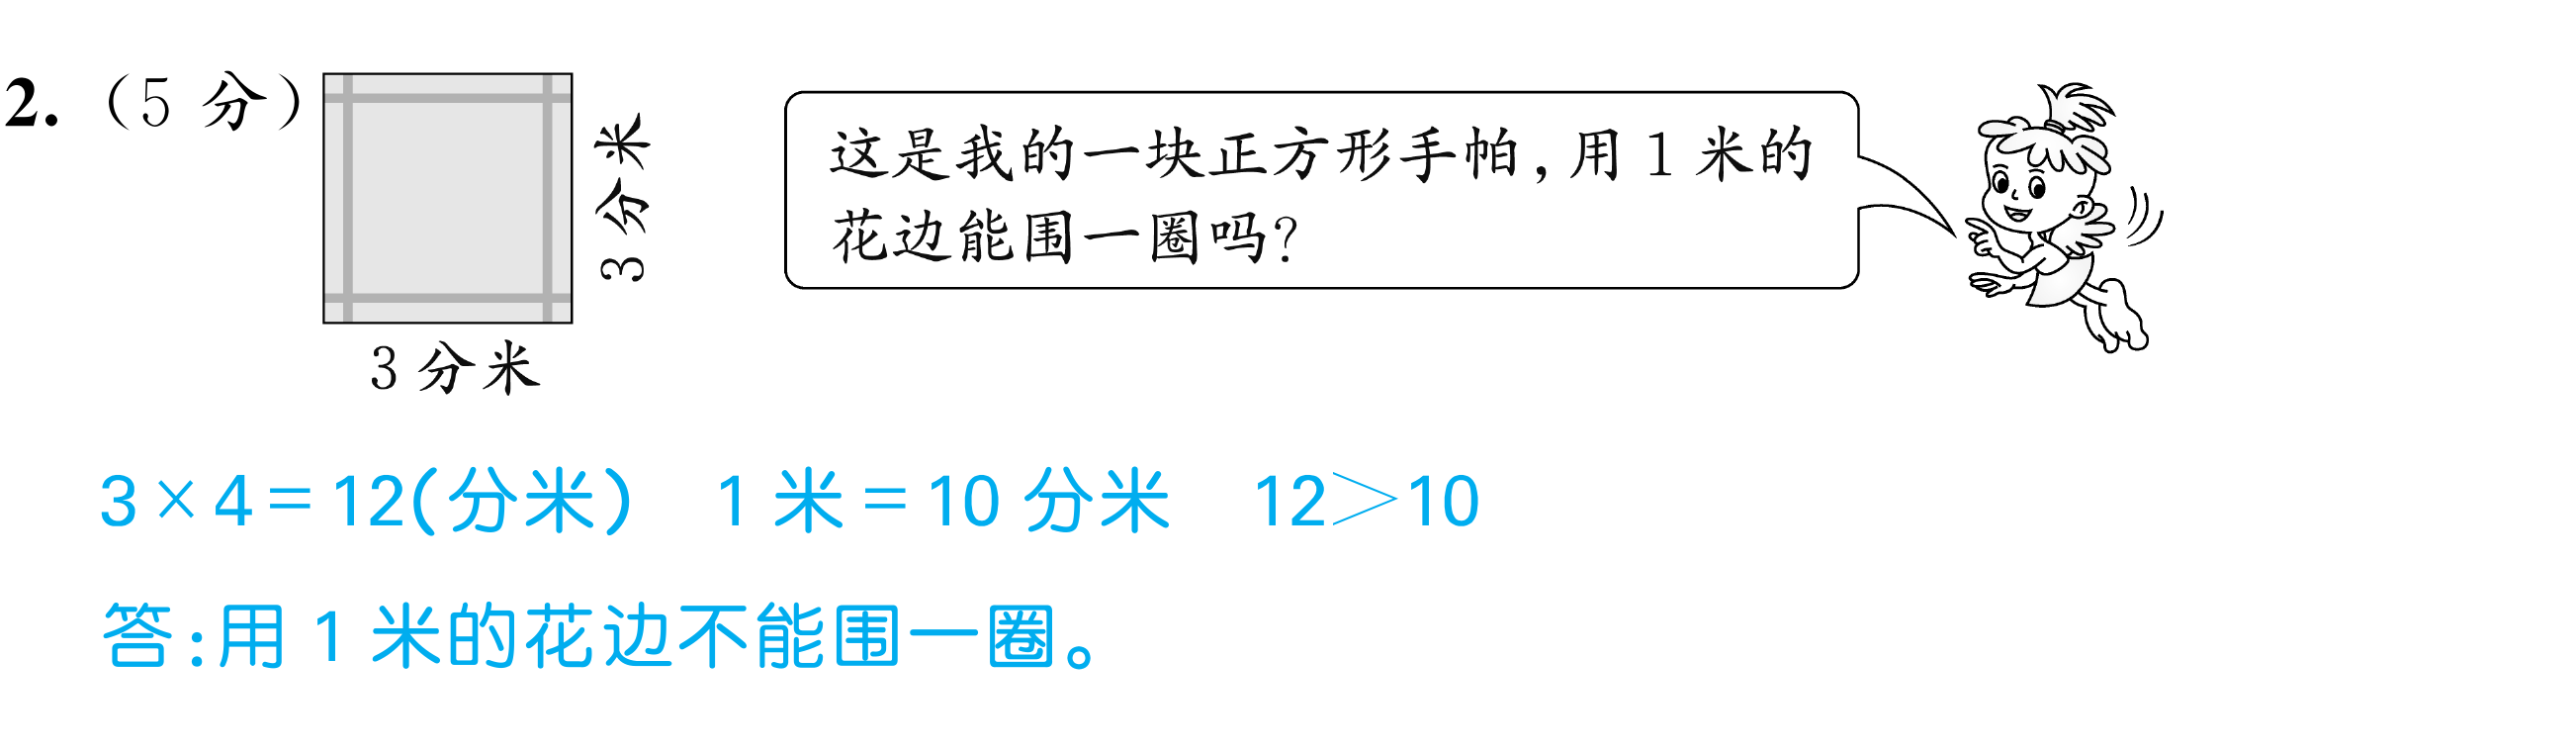 2.（5 分）
3 分米
3 分米
这是我的一块正方形手帕,用 1 米的
花边能围一圈吗?
3×4=12(分米)  1 米=10 分米  12>10
答:用 1 米的花边不能围一圈。